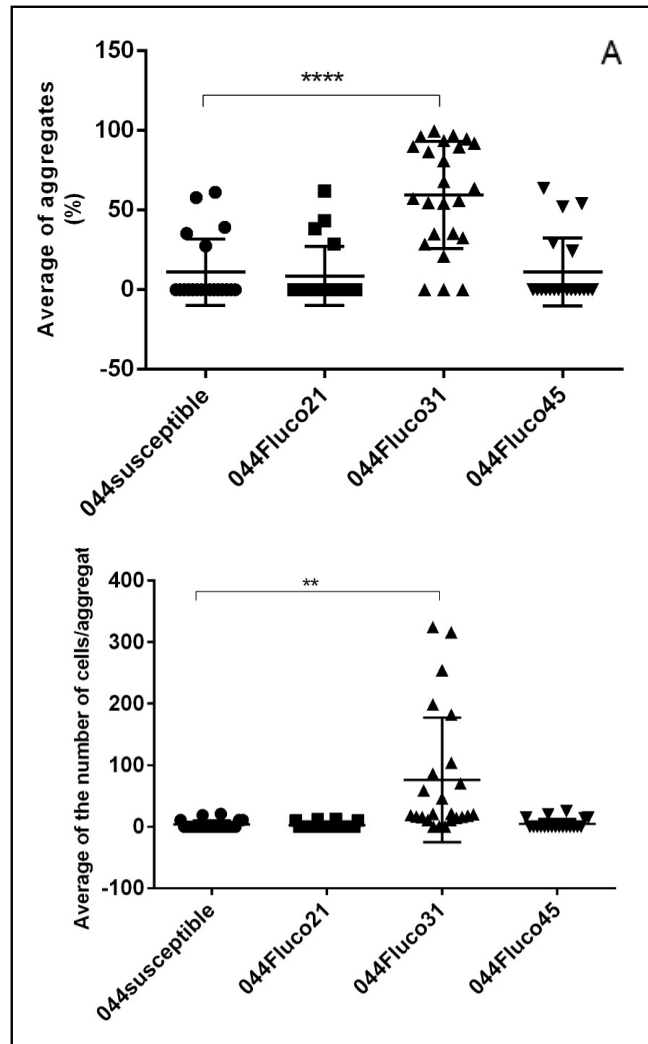 A
150
100
50
0
-50
Average of aggregates
(%)
****
044susceptible
044Fluco21
044Fluco31
044Fluco45
400
300
200
100
0
-100
Average of the number of cells/aggregat
**
044susceptible
044Fluco21
044Fluco31
044Fluco45